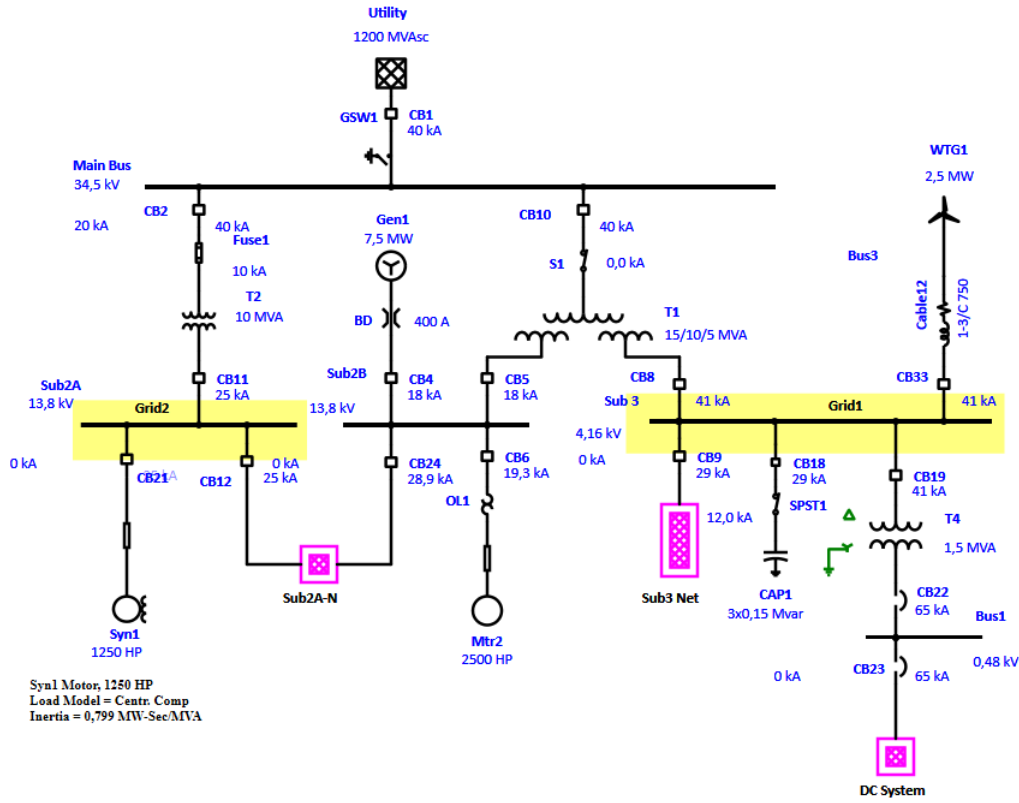 Utility
1200 MVAsc
GSW1
CB1
40 kA
Main Bus
34,5 kV
WTG1
2,5 MW
CB2
20 kA
40 kA
Fuse1
10 kA
Gen1
7,5 MW
CB10
40 kA
S1
0,0 kA
Bus3
T2
10 MVA
BD
400 A
T1
15/10/5 MVA
Cable12
1-3/C 750
Sub2A
13,8 kV
CB11
25 kA
Grid2
Sub2B
13,8 kV
CB4
18 kA
CB5
18 kA
CB8
41 kA
Sub 3
Grid1
CB33
41 kA
4,16 kV
0 kA
CB21
0 kA
CB12
25 kA
CB24
28,9 kA
CB6
19,3 kA
0 kA
CB9
29 kA
CB18
29 kA
CB19
41 kA
OL1
12,0 kA
SPST1
T4
1,5 MVA
Sub2A-N
Sub3 Net
CAP1
3x0,15 Mvar
CB22
65 kA
Bus1
0,48 kV
Syn1
1250 HP
Mtr2
2500 HP
0 kA
CB23
65 kA
Syn1 Motor, 1250 HP
Load Model = Centr. Comp
Inertia = 0,799 MW-Sec/MVA
DC System